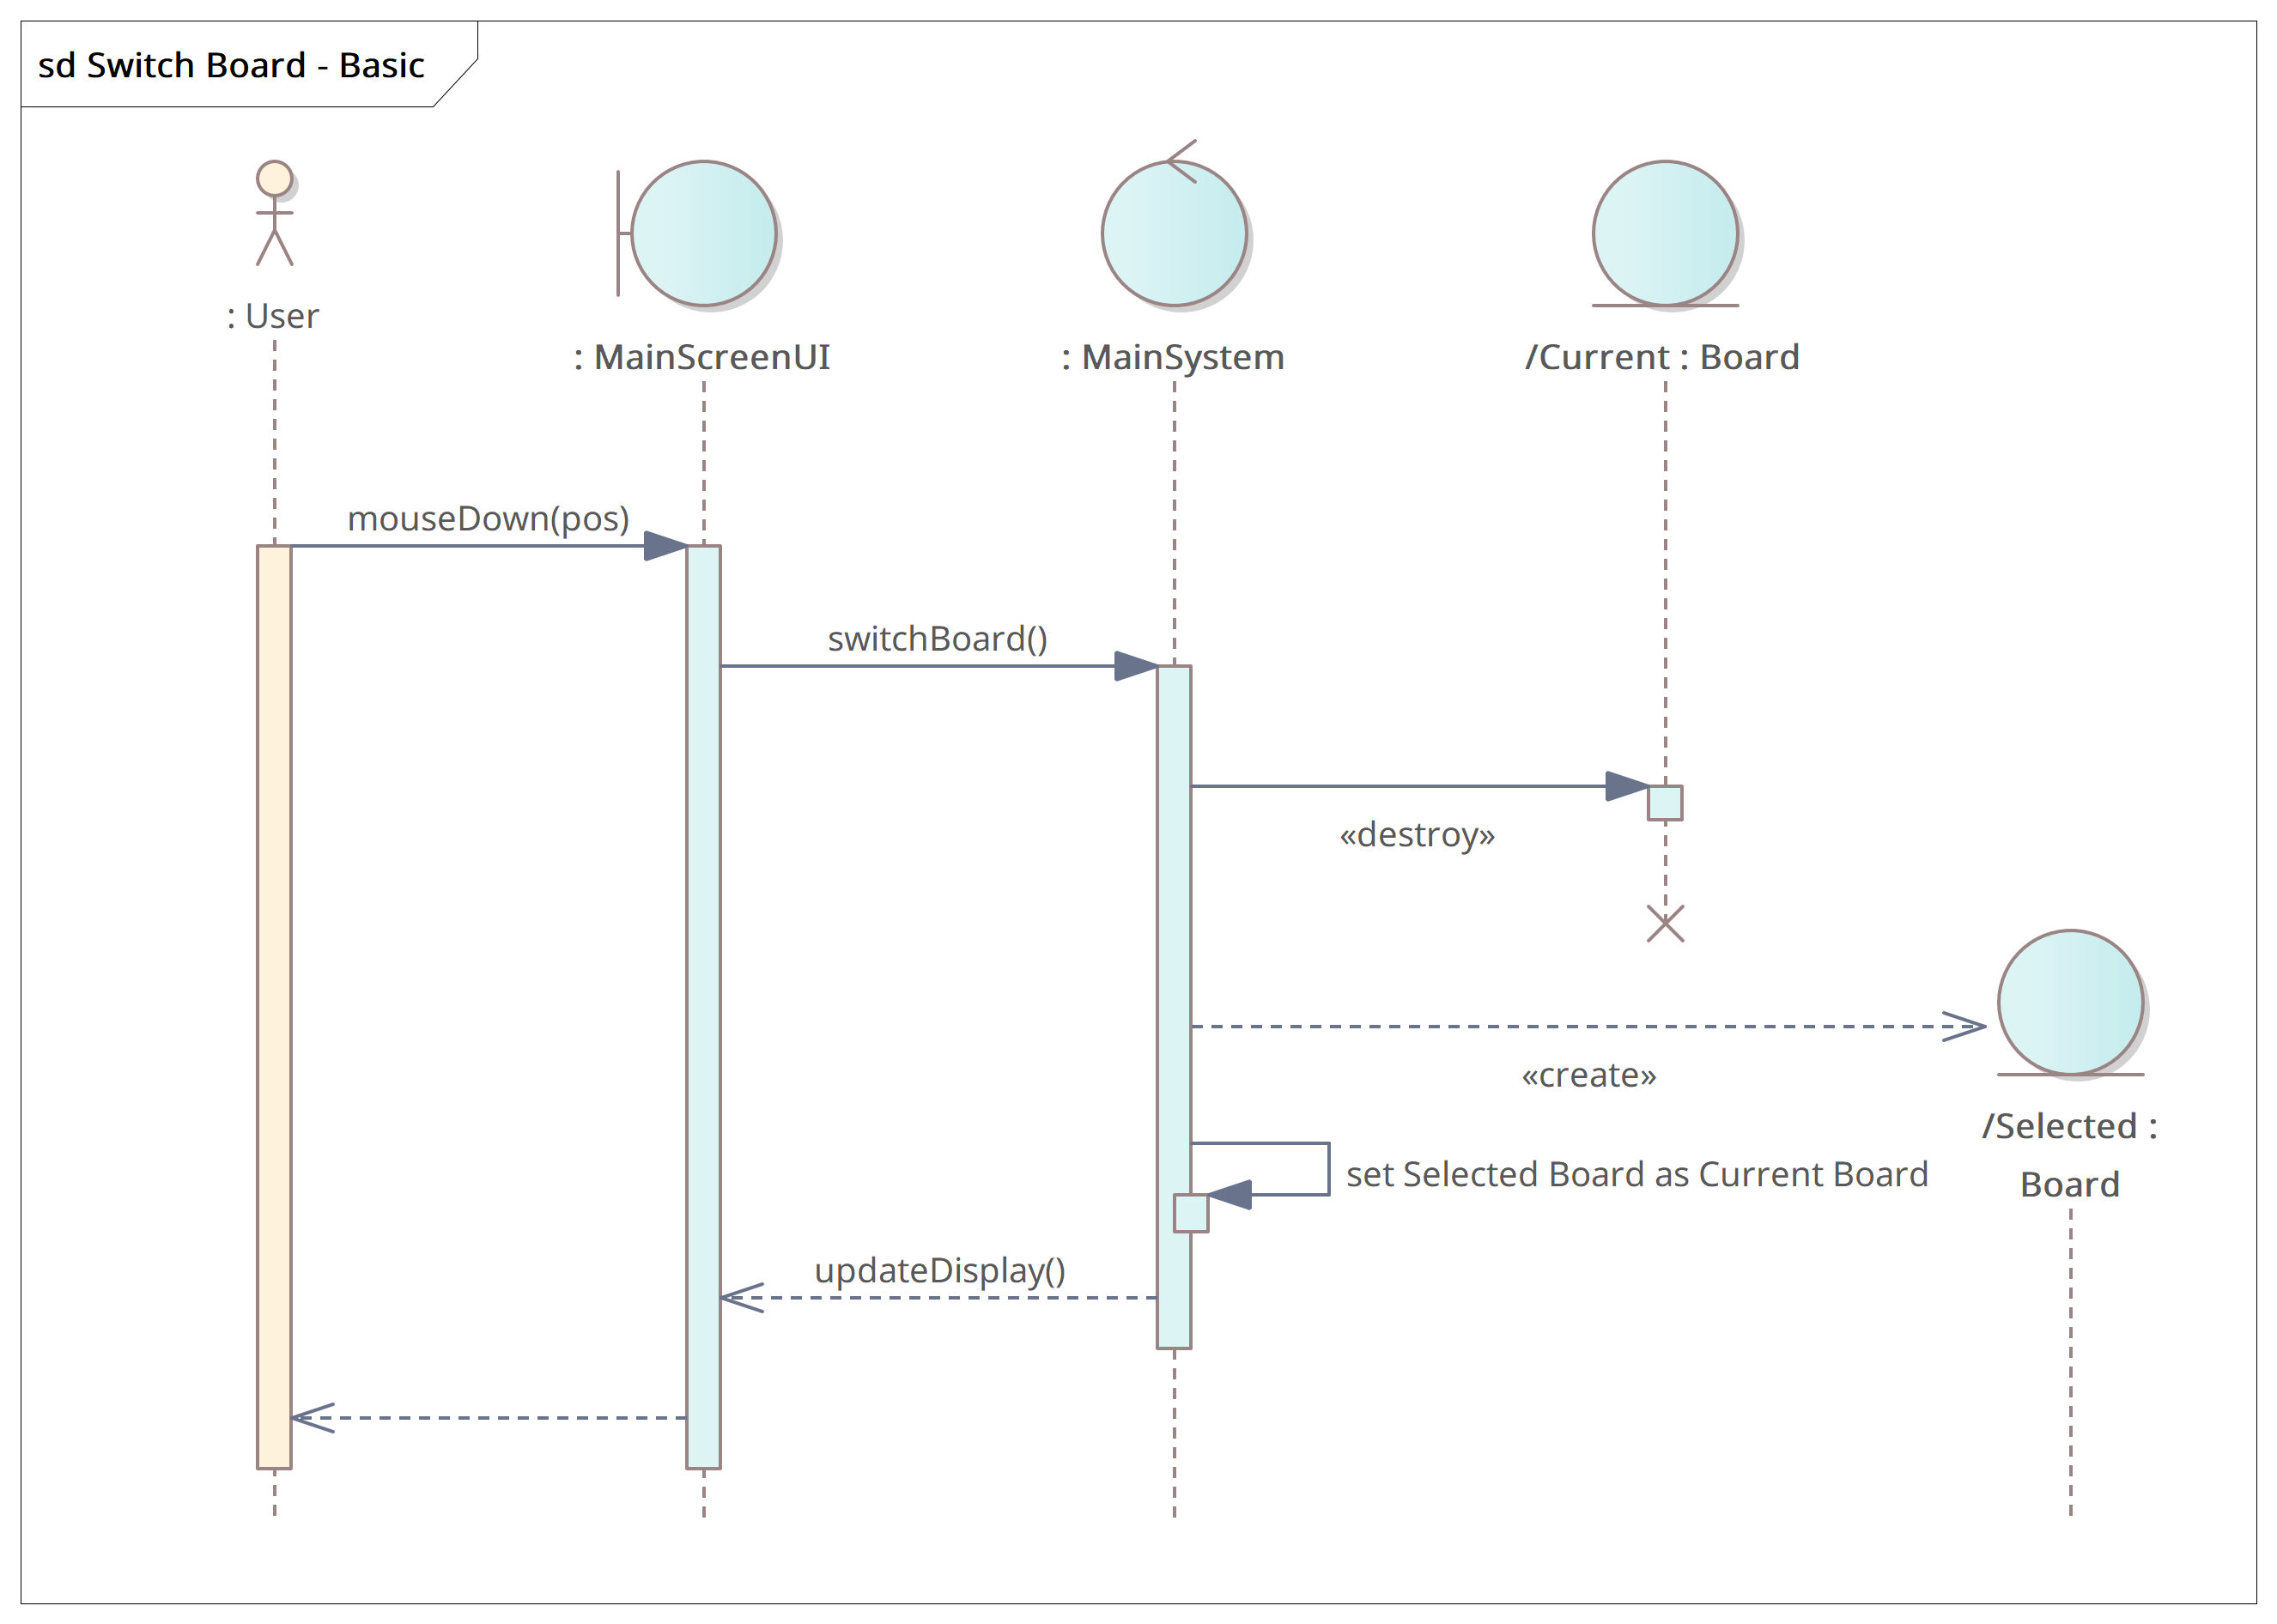 sd Switch Board - Basic
: User
: MainScreenUI
: MainSystem
/Current : Board
mouseDown(pos)
switchBoard()
«destroy»
«create»
/Selected :
Board
set Selected Board as Current Board
updateDisplay()